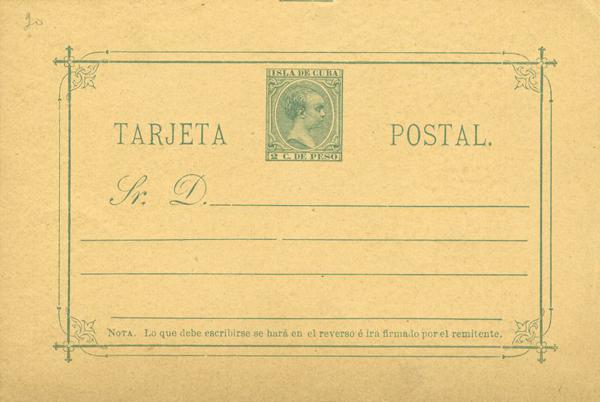 20
ISLA DE CUBA
2 C. DE PESO
TARJETA POSTAL.
Sr. D.
NOTA. Lo que debe escribirse se hará en el reverso é irá firmado por el remitente.